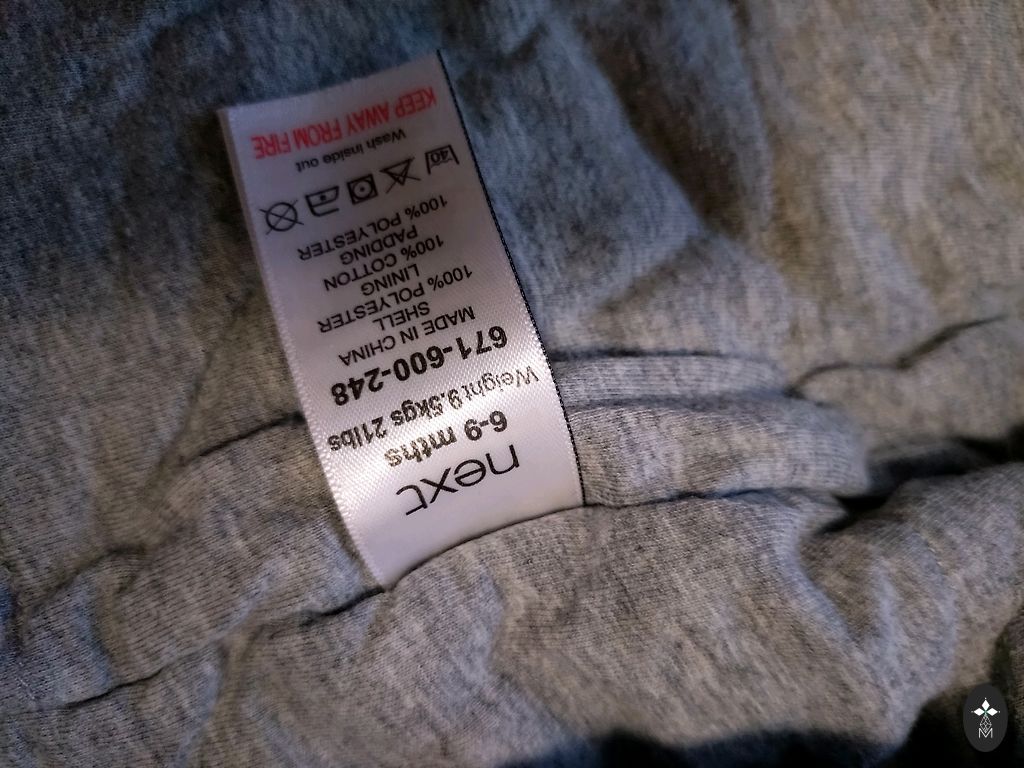 next
6-9 mths
Weight 9.5kgs 21lbs
671-600-248
MADE IN CHINA
SHELL
100% POLYESTER
LINING
100% COTTON
PADDING
100% POLYESTER
40
Wash inside out
KEEP AWAY FROM FIRE
M